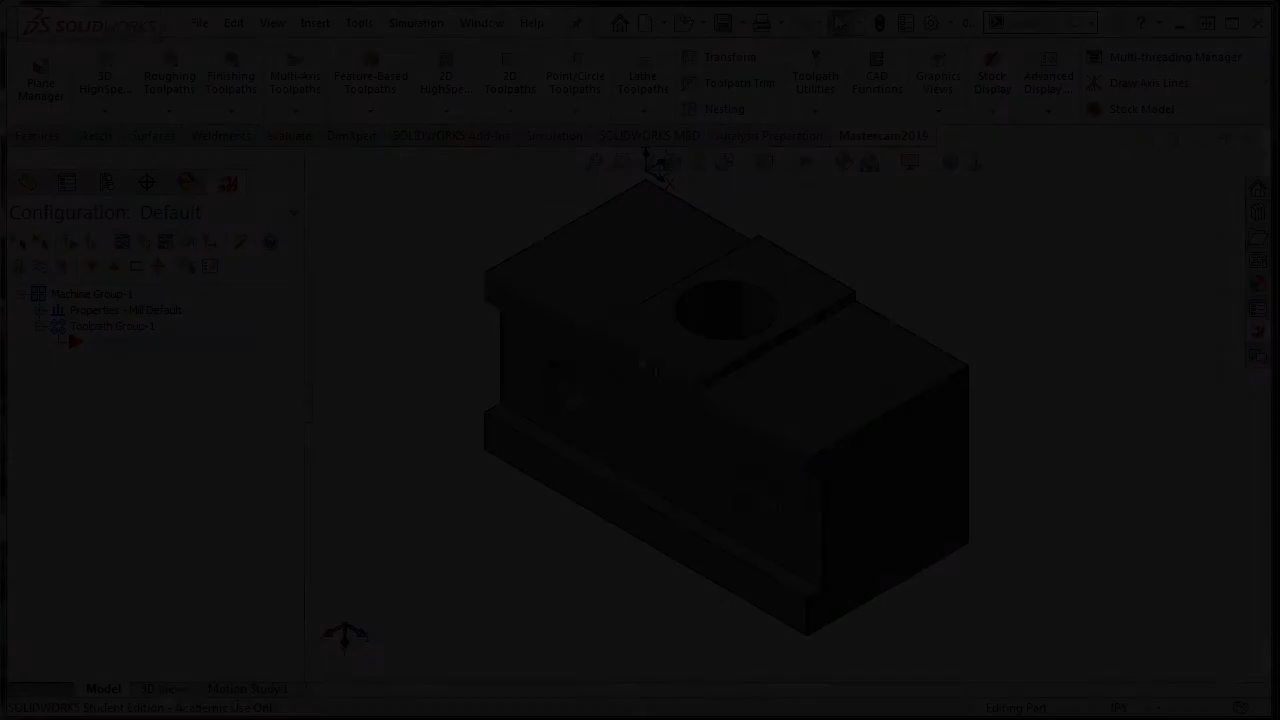 SOLIDWORKS File Edit View Insert Tools Simulation Window Help
Plane Manager
3D HighSpe...
Roughing Toolpaths
Finishing Toolpaths
Multi-Axis Toolpaths
Feature-Based Toolpaths
2D HighSpe...
2D Toolpaths
Point/Circle Toolpaths
Lathe Toolpaths
Transform
Toolpath Trim
Nesting
Toolpath Utilities
CAD Functions
Graphics Views
Stock Display
Advanced Display...
Multi-threading Manager
Draw Axis Lines
Stock Model
Features Sketch Surfaces Weldments Evaluate DimXpert SOLIDWORKS Add-Ins Simulation SOLIDWORKS MBD Analysis Preparation Mastercam2019
Configuration: Default
Machine Group-1
Properties - Mill Default
Toolpath Group-1
Model 3D Views Motion Study 1
SOLIDWORKS Student Edition - Academic Use Only
Editing Part IPS